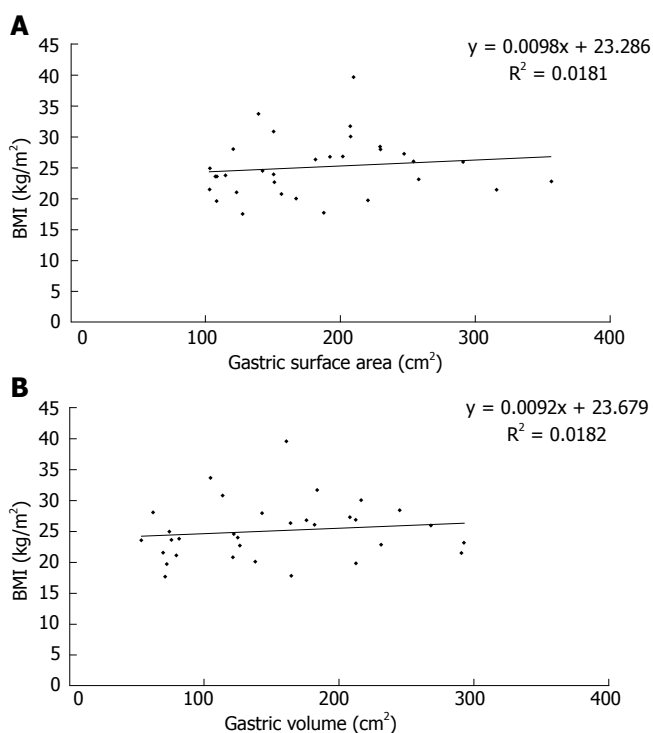 A
y = 0.0098x + 23.286
R² = 0.0181
45
40
35
30
25
20
15
10
5
0
BMI (kg/m²)
0 100 200 300 400
Gastric surface area (cm²)
B
y = 0.0092x + 23.679
R² = 0.0182
45
40
35
30
25
20
15
10
5
0
BMI (kg/m²)
0 100 200 300 400
Gastric volume (cm²)